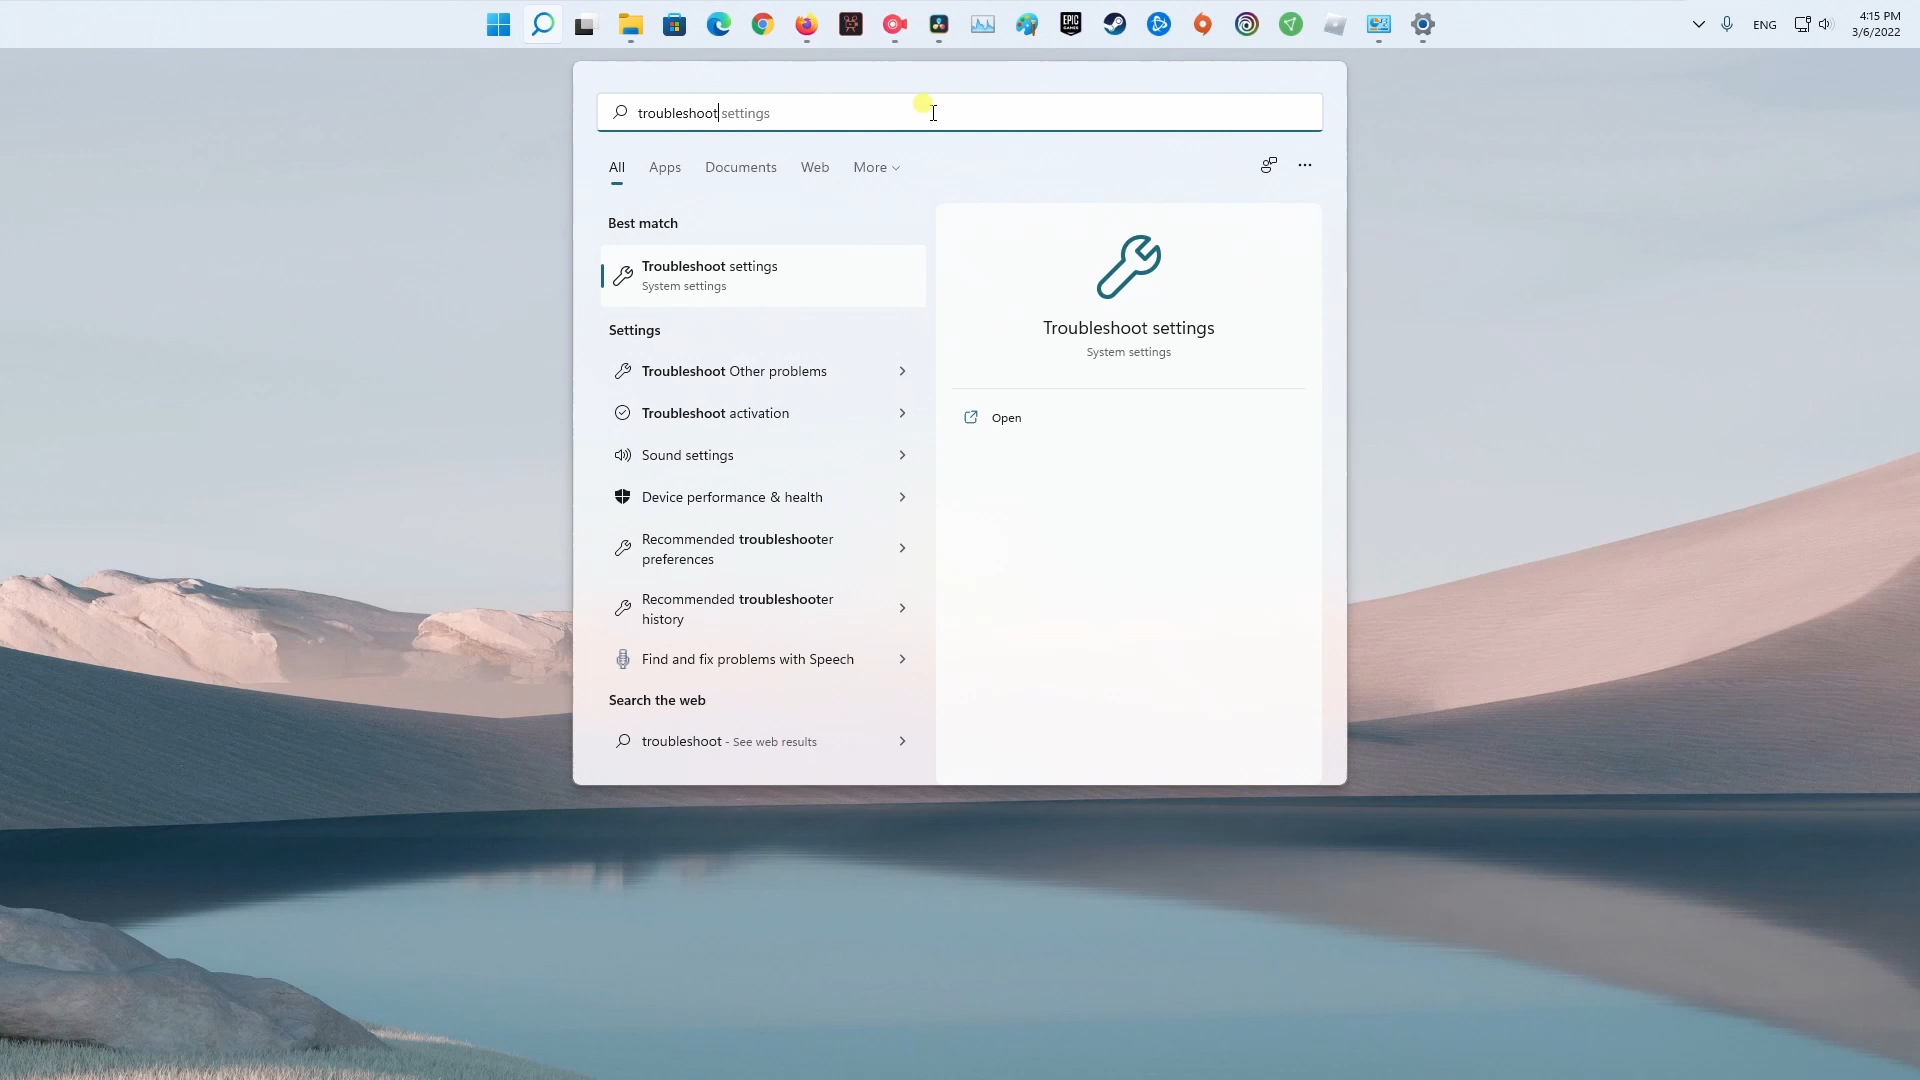 ENG
4:15 PM
3/6/2022
EPIC
GAMES
troubleshoot settings
All Apps Documents Web More
Best match
Troubleshoot settings
System settings
Settings
Troubleshoot Other problems
Troubleshoot activation
Sound settings
Device performance & health
Recommended troubleshooter
preferences
Recommended troubleshooter
history
Find and fix problems with Speech
Search the web
troubleshoot - See web results
Troubleshoot settings
System settings
Open